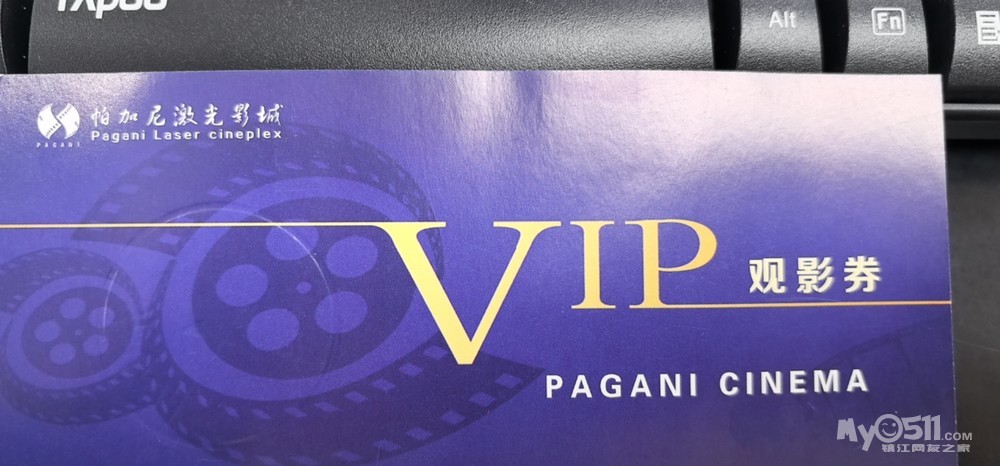 Alt
Fn
帕加尼激光影城
Pagani Laser cineplex
PAGANI
VIP
观影券
PAGANI CINEMA
My0511.COM
镇江网友之家